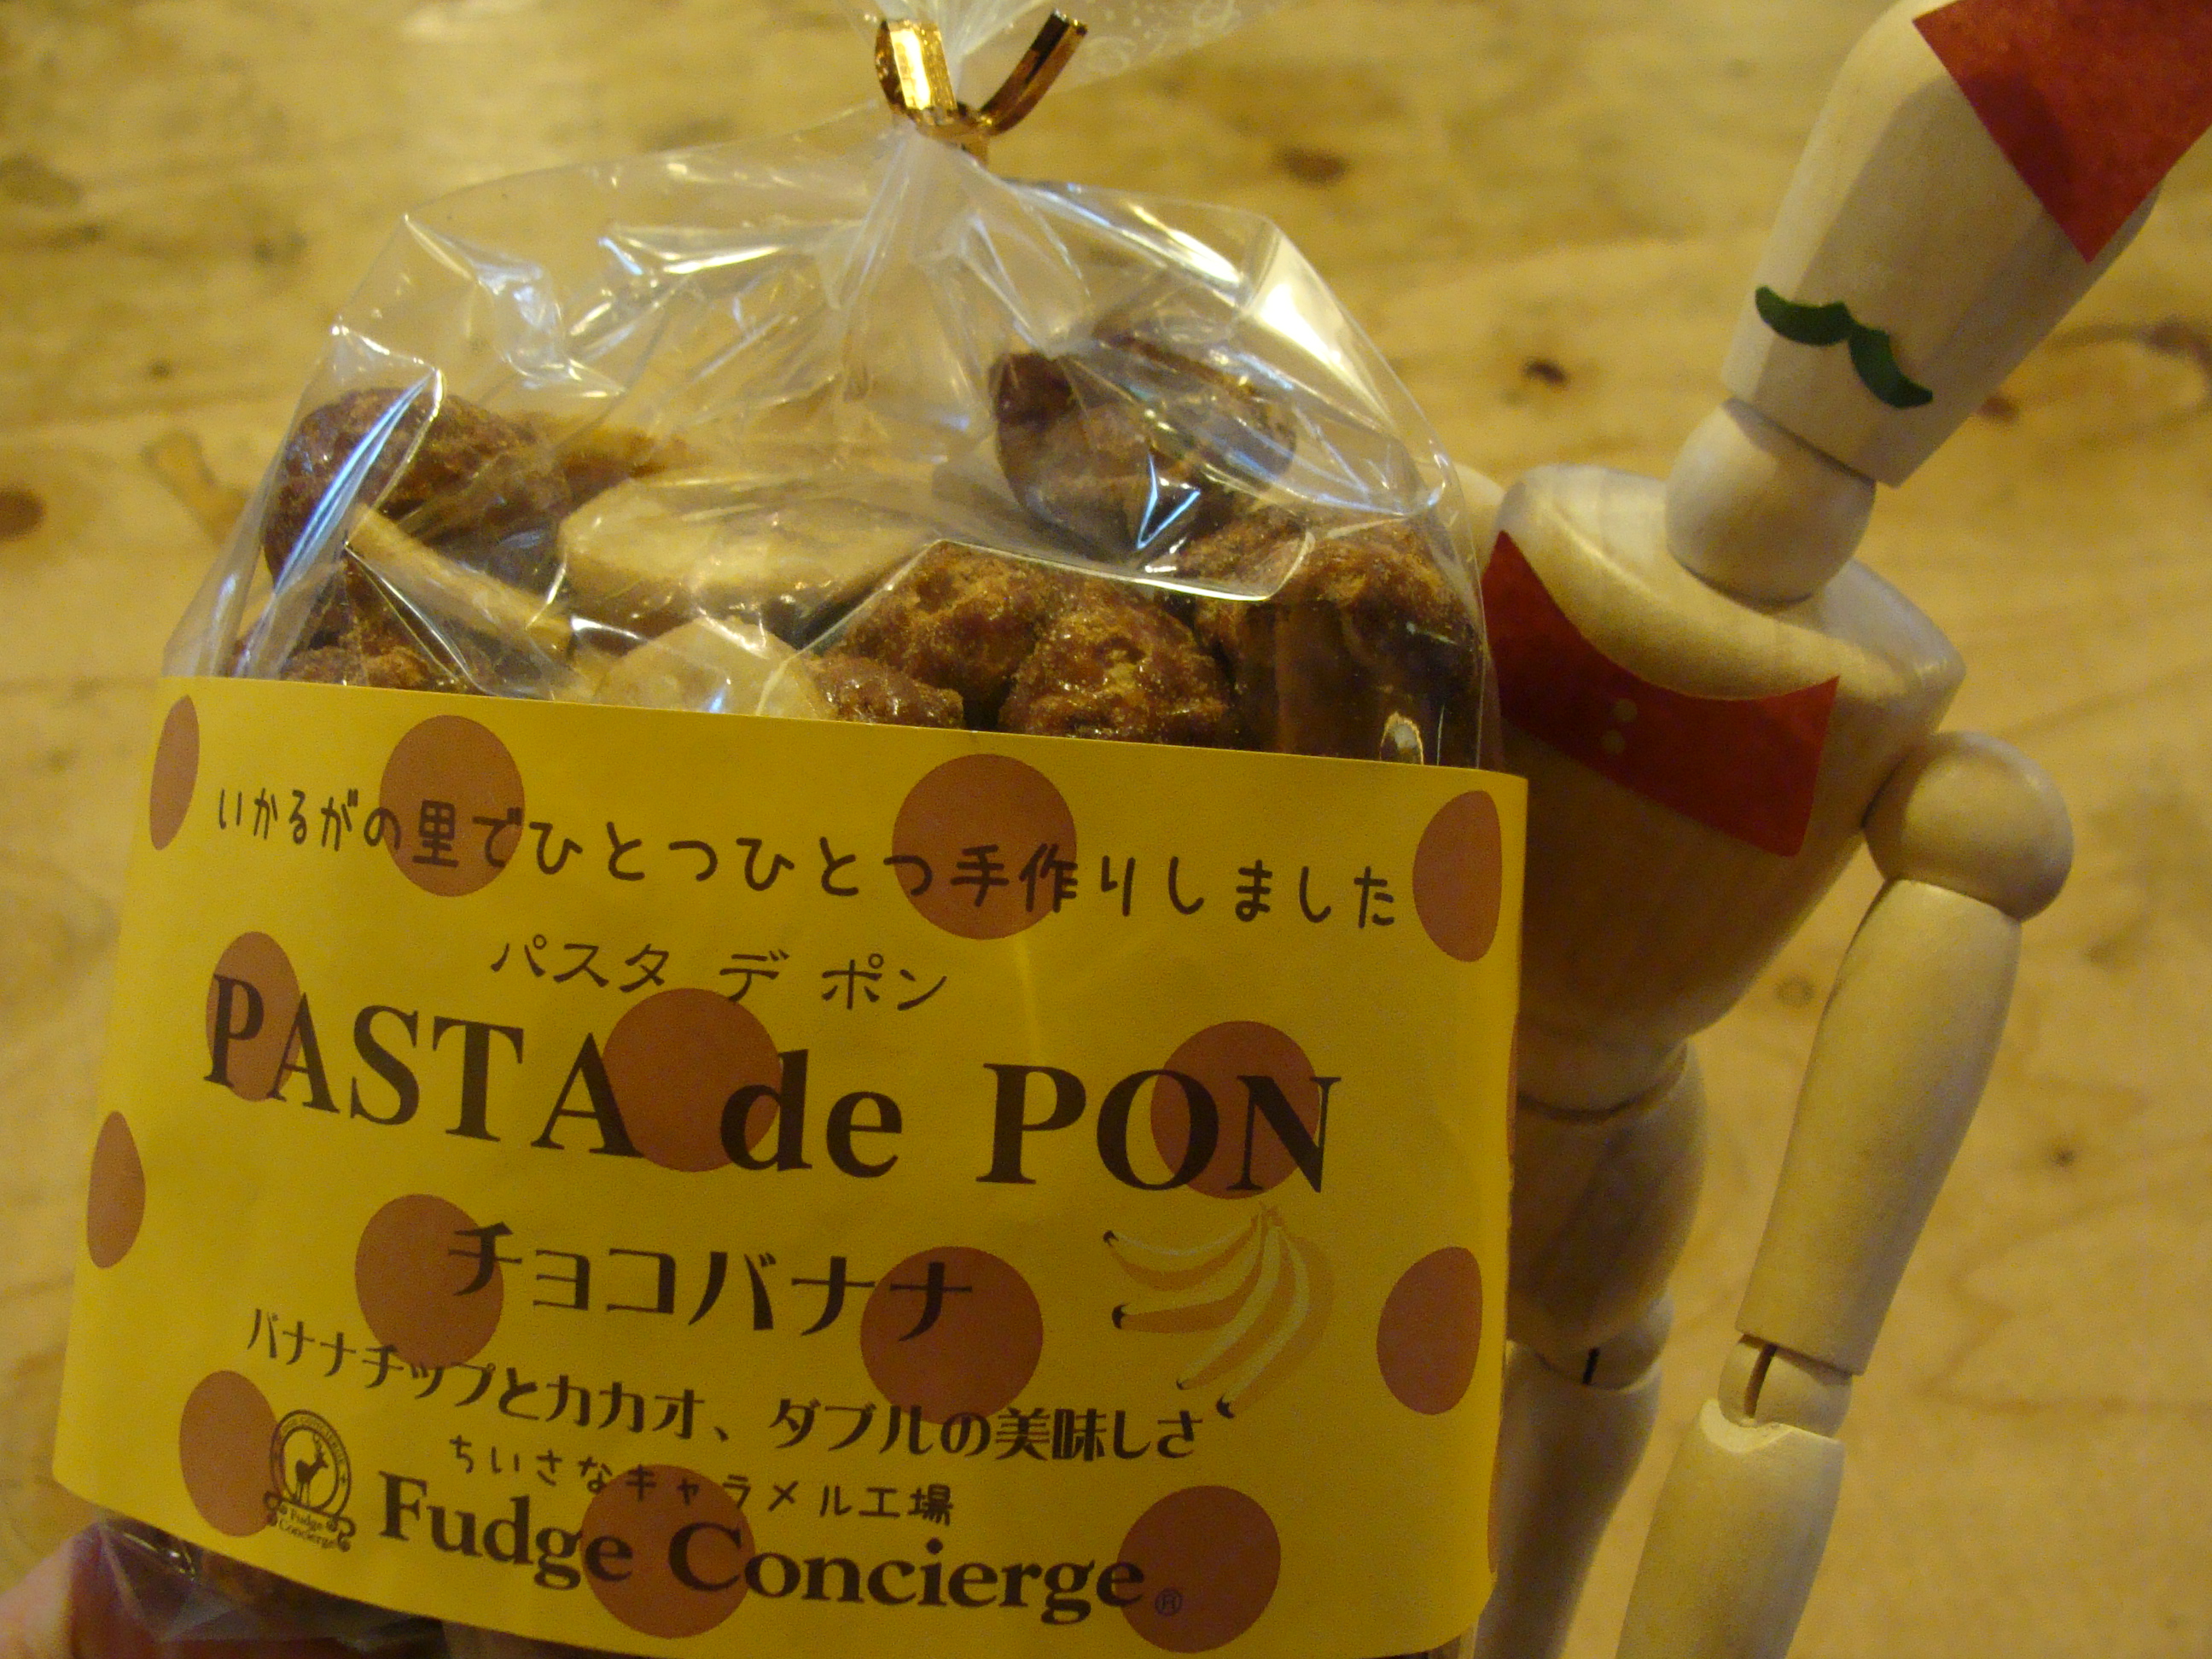 いかるがの里でひとつひとつ手作りしました
パスタ デ ポン
PASTA de PON
チョコバナナ
バナナチップとカカオ、ダブルの美味しさ
ちいさなキャラメル工場
Fudge Concierge®
Fudge
Concierge